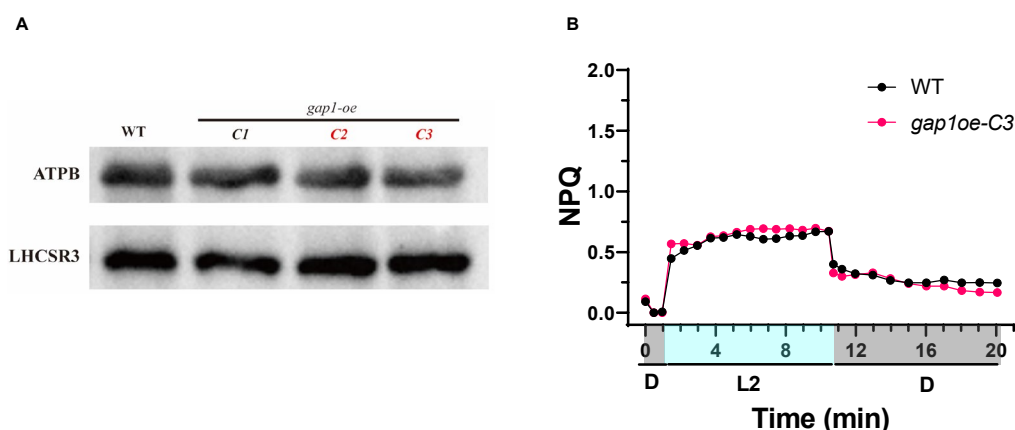 A
gap1-oe
WT C1 C2 C3
ATPB
LHCSR3
B
2.0
1.5
1.0
0.5
0.0
NPQ
WT
gap1oe-C3
0 4 8 12 16 20
D L2 D
Time (min)